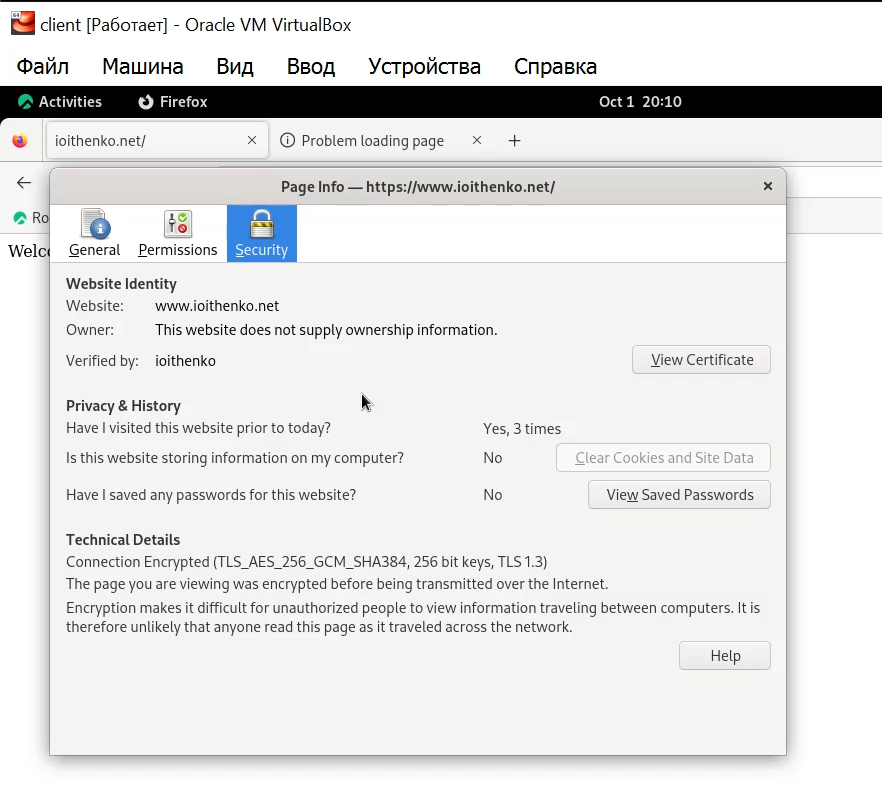 client [Работает] - Oracle VM VirtualBox
Файл Машина Вид Ввод Устройства Справка
Activities Firefox Oct 1 20:10
ioithenko.net/ Problem loading page
Page Info — https://www.ioithenko.net/
Ro
Welc
General Permissions Security
Website Identity
Website: www.ioithenko.net
Owner: This website does not supply ownership information.
Verified by: ioithenko View Certificate
Privacy & History
Have I visited this website prior to today? Yes, 3 times
Is this website storing information on my computer? No Clear Cookies and Site Data
Have I saved any passwords for this website? No View Saved Passwords
Technical Details
Connection Encrypted (TLS_AES_256_GCM_SHA384, 256 bit keys, TLS 1.3)
The page you are viewing was encrypted before being transmitted over the Internet.
Encryption makes it difficult for unauthorized people to view information traveling between computers. It is
therefore unlikely that anyone read this page as it traveled across the network.
Help